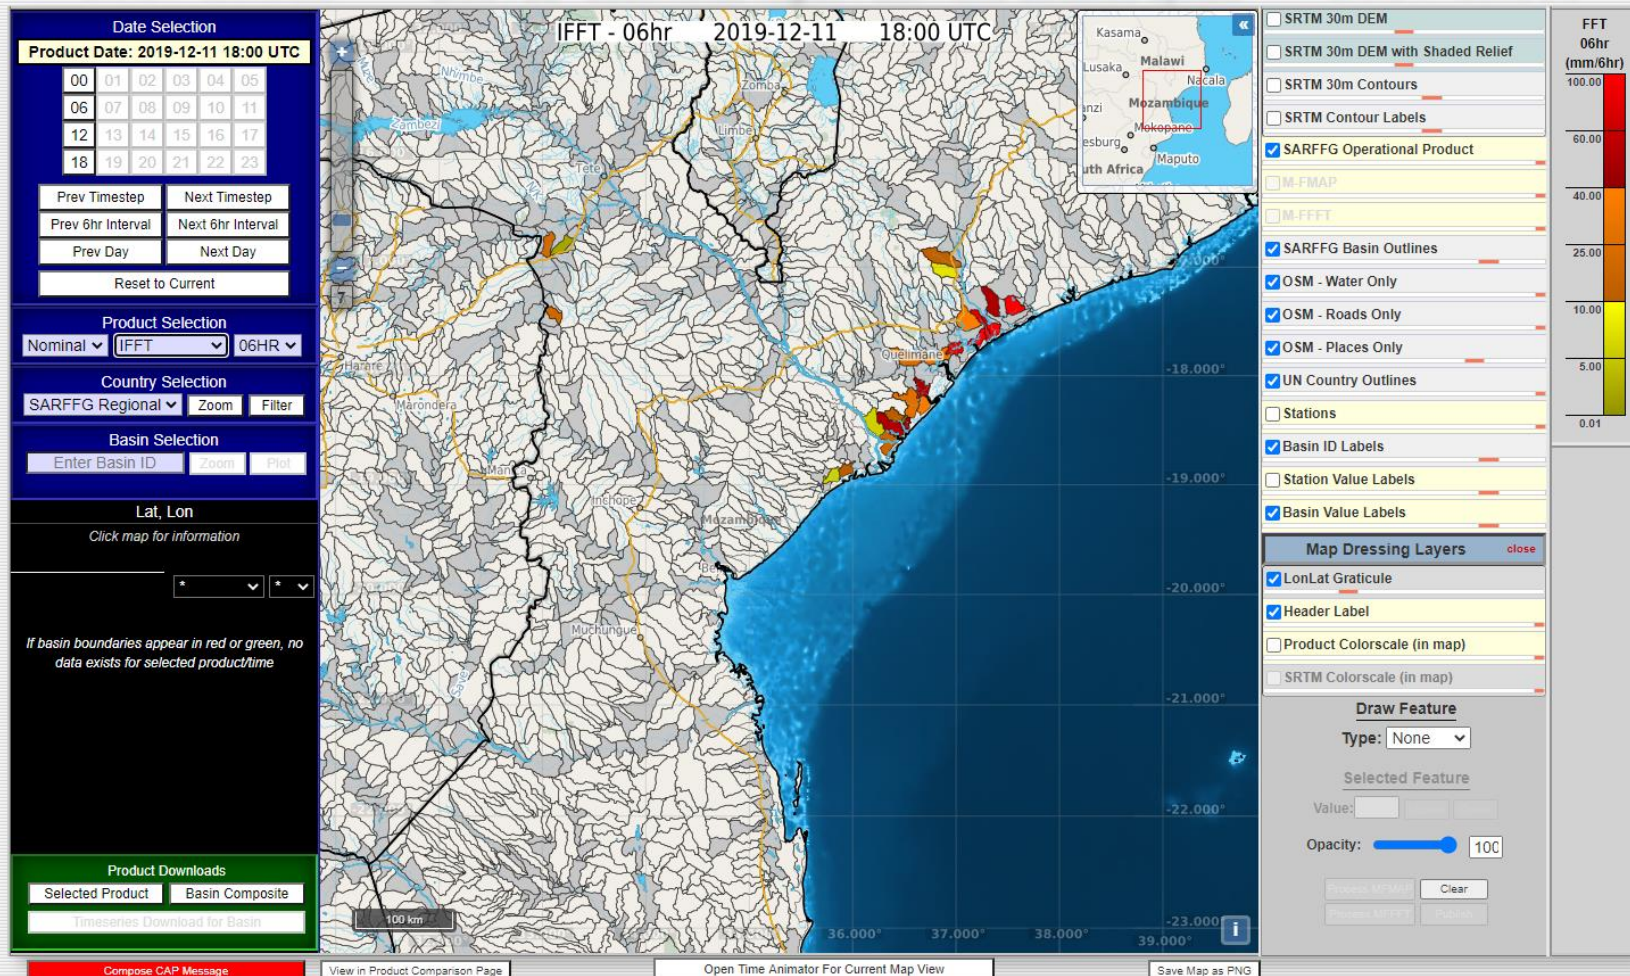 Date Selection
Product Date: 2019-12-11 18:00 UTC
00 01 02 03 04 05
06 07 08 09 10 11
12 13 14 15 16 17
18 19 20 21 22 23
Prev Timestep Next Timestep
Prev 6hr Interval Next 6hr Interval
Prev Day Next Day
Reset to Current
Product Selection
Nominal IFFT 06HR
Country Selection
SARFFG Regional Zoom Filter
Basin Selection
Enter Basin ID Zoom Plot
Lat, Lon
Click map for information
* *
If basin boundaries appear in red or green, no
data exists for selected product/time
Product Downloads
Selected Product Basin Composite
Timeseries Download for Basin
Compose CAP Message
IFFT - 06hr 2019-12-11 18:00 UTC
+
−
7
Nhimbe
Zambezi
Zomba
Limbe
Tete
Harare
Marondera
Quelimane
Manica
Inchope
Mozambique
Muchungue
Save
-18.000°
-19.000°
-20.000°
-21.000°
-22.000°
-23.000°
36.000° 37.000° 38.000° 39.000°
100 km
i
«
Kasama
Lusaka
Malawi
Nacala
Mozambique
Mokopane
esburg
Maputo
uth Africa
View in Product Comparison Page
Open Time Animator For Current Map View
Save Map as PNG
SRTM 30m DEM
SRTM 30m DEM with Shaded Relief
SRTM 30m Contours
SRTM Contour Labels
SARFFG Operational Product
M-FMAP
M-FFFT
SARFFG Basin Outlines
OSM - Water Only
OSM - Roads Only
OSM - Places Only
UN Country Outlines
Stations
Basin ID Labels
Station Value Labels
Basin Value Labels
Map Dressing Layers close
LonLat Graticule
Header Label
Product Colorscale (in map)
SRTM Colorscale (in map)
Draw Feature
Type: None
Selected Feature
Value:
Opacity: 100
Process MFMAP Clear
Process MFFFT Publish
FFT
06hr
(mm/6hr)
100.00
60.00
40.00
25.00
10.00
5.00
0.01